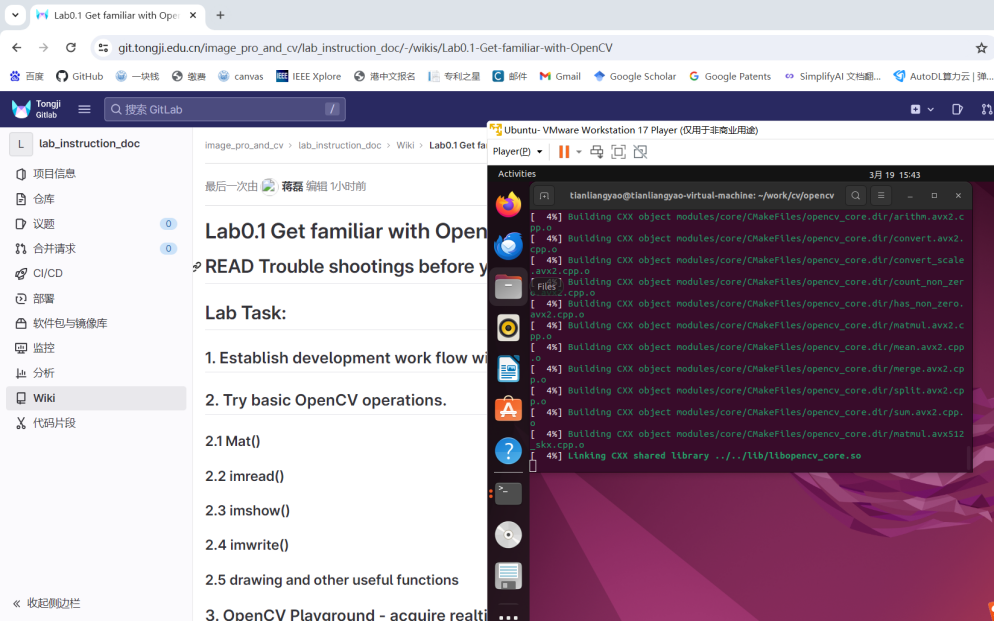 Lab0.1 Get familiar with Open
git.tongji.edu.cn/image_pro_and_cv/lab_instruction_doc/-/wikis/Lab0.1-Get-familiar-with-OpenCV
百度 GitHub 一块钱 缴费 canvas IEEE Xplore 港中文报名 专利之星 邮件 Gmail Google Scholar Google Patents SimplifyAI 文档翻... AutoDL算力云 | 弹...
Tongji
Gitlab
搜索 GitLab /
L lab_instruction_doc
项目信息
仓库
议题 0
合并请求 0
CI/CD
部署
软件包与镜像库
监控
分析
Wiki
代码片段
收起侧边栏
image_pro_and_cv > lab_instruction_doc > Wiki > Lab0.1 Get fa
最后一次由 蒋磊 编辑 1小时前
Lab0.1 Get familiar with Open
READ Trouble shootings before y
Lab Task:
1. Establish development work flow wi
2. Try basic OpenCV operations.
2.1 Mat()
2.2 imread()
2.3 imshow()
2.4 imwrite()
2.5 drawing and other useful functions
3. OpenCV Playground - acquire realti
Ubuntu- VMware Workstation 17 Player (仅用于非商业用途)
Player(P)
Activities 3月 19 15:43
tianliangyao@tianliangyao-virtual-machine: ~/work/cv/opencv
Files
[  4%] Building CXX object modules/core/CMakeFiles/opencv_core.dir/arithm.avx2.c
pp.o
[  4%] Building CXX object modules/core/CMakeFiles/opencv_core.dir/convert.avx2.
cpp.o
[  4%] Building CXX object modules/core/CMakeFiles/opencv_core.dir/convert_scale
.avx2.cpp.o
[  4%] Building CXX object modules/core/CMakeFiles/opencv_core.dir/count_non_zer
o.avx2.cpp.o
[  4%] Building CXX object modules/core/CMakeFiles/opencv_core.dir/has_non_zero.
avx2.cpp.o
[  4%] Building CXX object modules/core/CMakeFiles/opencv_core.dir/matmul.avx2.c
pp.o
[  4%] Building CXX object modules/core/CMakeFiles/opencv_core.dir/mean.avx2.cpp
.o
[  4%] Building CXX object modules/core/CMakeFiles/opencv_core.dir/merge.avx2.cp
p.o
[  4%] Building CXX object modules/core/CMakeFiles/opencv_core.dir/split.avx2.cp
p.o
[  4%] Building CXX object modules/core/CMakeFiles/opencv_core.dir/sum.avx2.cpp.
o
[  4%] Building CXX object modules/core/CMakeFiles/opencv_core.dir/matmul.avx512
_skx.cpp.o
[  4%] Linking CXX shared library ../../lib/libopencv_core.so